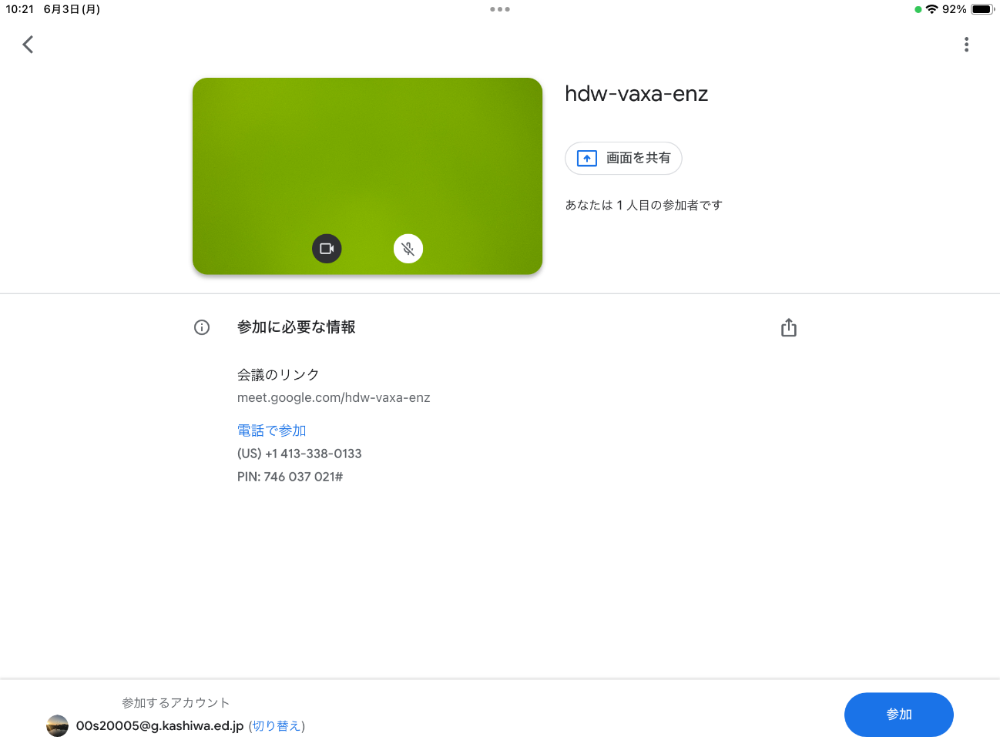 10:21 6月3日(月)
92%
hdw-vaxa-enz
画面を共有
あなたは 1 人目の参加者です
参加に必要な情報
会議のリンク
meet.google.com/hdw-vaxa-enz
電話で参加
(US) +1 413-338-0133
PIN: 746 037 021#
参加するアカウント
00s20005@g.kashiwa.ed.jp (切り替え)
参加